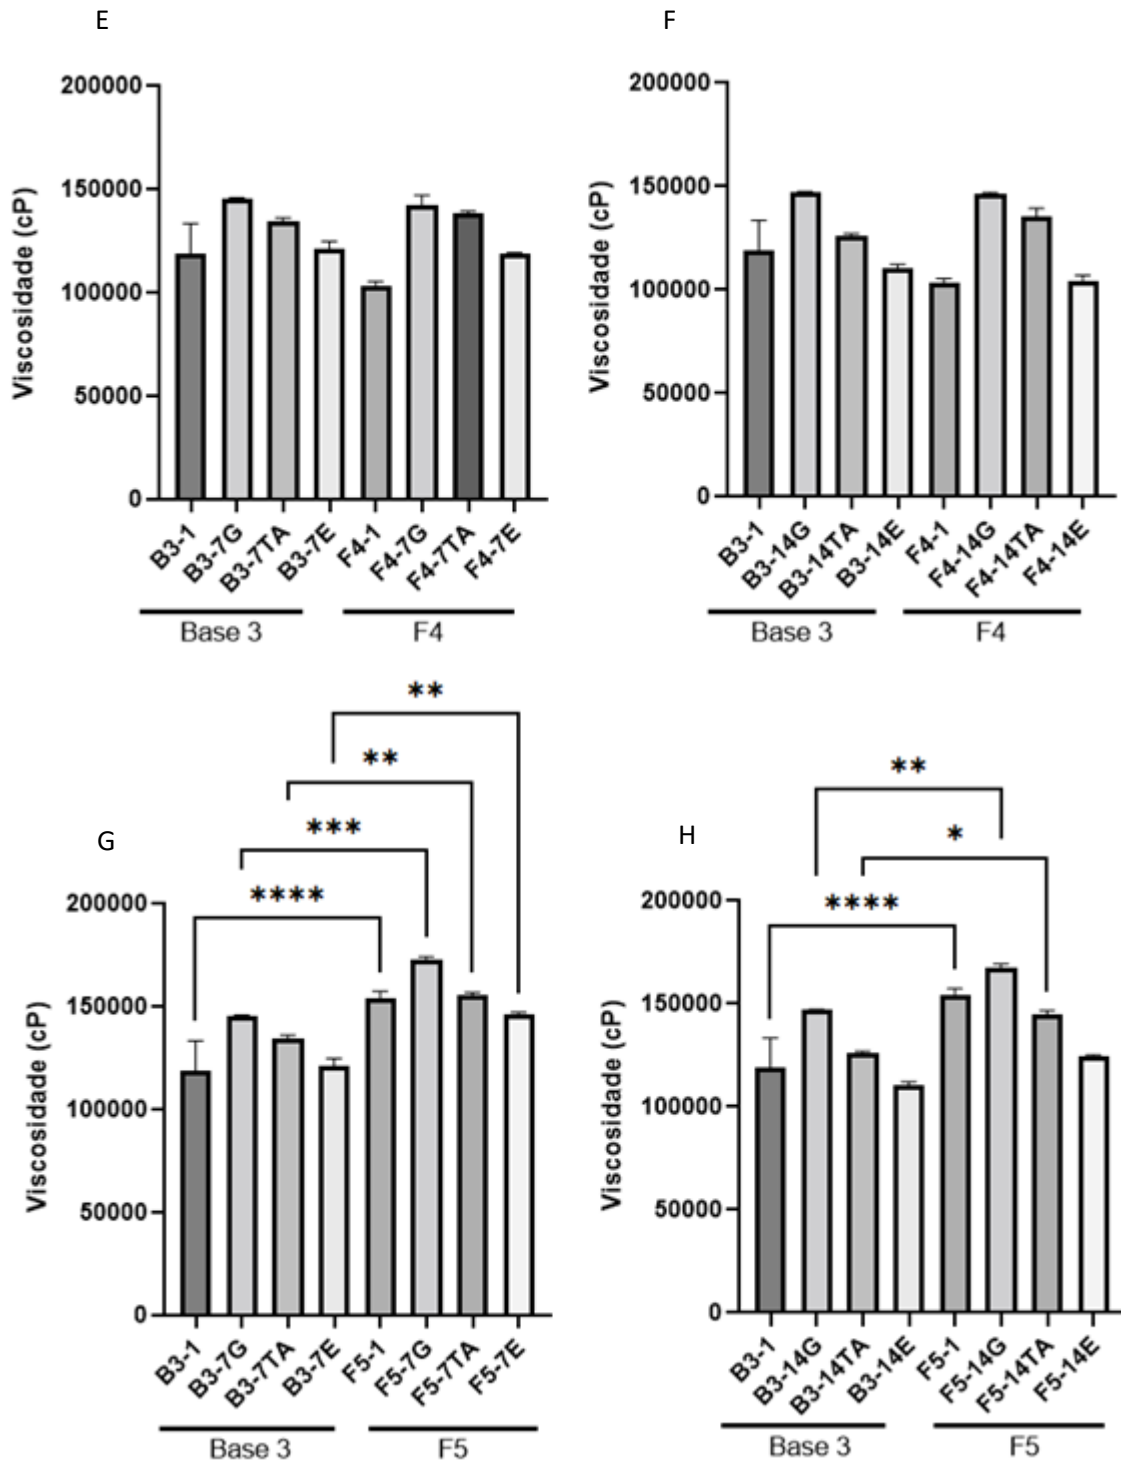 E
200000
150000
100000
50000
0
Viscosidade (cP)
B3-1
B3-7G
B3-7TA
B3-7E
F4-1
F4-7G
F4-7TA
F4-7E
Base 3
F4
F
200000
150000
100000
50000
0
Viscosidade (cP)
B3-1
B3-14G
B3-14TA
B3-14E
F4-1
F4-14G
F4-14TA
F4-14E
Base 3
F4
G
**
**
***
****
200000
150000
100000
50000
0
Viscosidade (cP)
B3-1
B3-7G
B3-7TA
B3-7E
F5-1
F5-7G
F5-7TA
F5-7E
Base 3
F5
H
**
*
****
200000
150000
100000
50000
0
Viscosidade (cP)
B3-1
B3-14G
B3-14TA
B3-14E
F5-1
F5-14G
F5-14TA
F5-14E
Base 3
F5